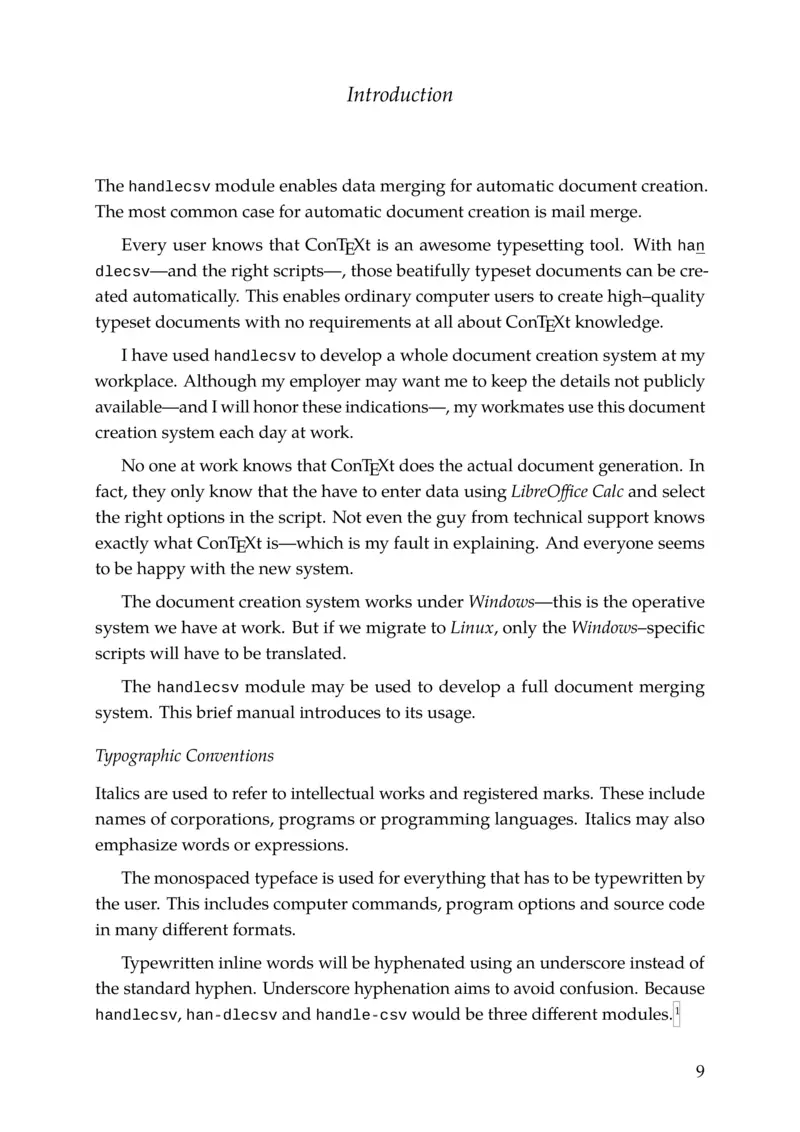 Introduction
The handlecsv module enables data merging for automatic document creation.
The most common case for automatic document creation is mail merge.
Every user knows that ConTEXt is an awesome typesetting tool. With han_
dlecsv—and the right scripts—, those beatifully typeset documents can be cre-
ated automatically. This enables ordinary computer users to create high–quality
typeset documents with no requirements at all about ConTEXt knowledge.
I have used handlecsv to develop a whole document creation system at my
workplace. Although my employer may want me to keep the details not publicly
available—and I will honor these indications—, my workmates use this document
creation system each day at work.
No one at work knows that ConTEXt does the actual document generation. In
fact, they only know that the have to enter data using LibreOffice Calc and select
the right options in the script. Not even the guy from technical support knows
exactly what ConTEXt is—which is my fault in explaining. And everyone seems
to be happy with the new system.
The document creation system works under Windows—this is the operative
system we have at work. But if we migrate to Linux, only the Windows–specific
scripts will have to be translated.
The handlecsv module may be used to develop a full document merging
system. This brief manual introduces to its usage.
Typographic Conventions
Italics are used to refer to intellectual works and registered marks. These include
names of corporations, programs or programming languages. Italics may also
emphasize words or expressions.
The monospaced typeface is used for everything that has to be typewritten by
the user. This includes computer commands, program options and source code
in many different formats.
Typewritten inline words will be hyphenated using an underscore instead of
the standard hyphen. Underscore hyphenation aims to avoid confusion. Because
handlecsv, han-dlecsv and handle-csv would be three different modules.1
9